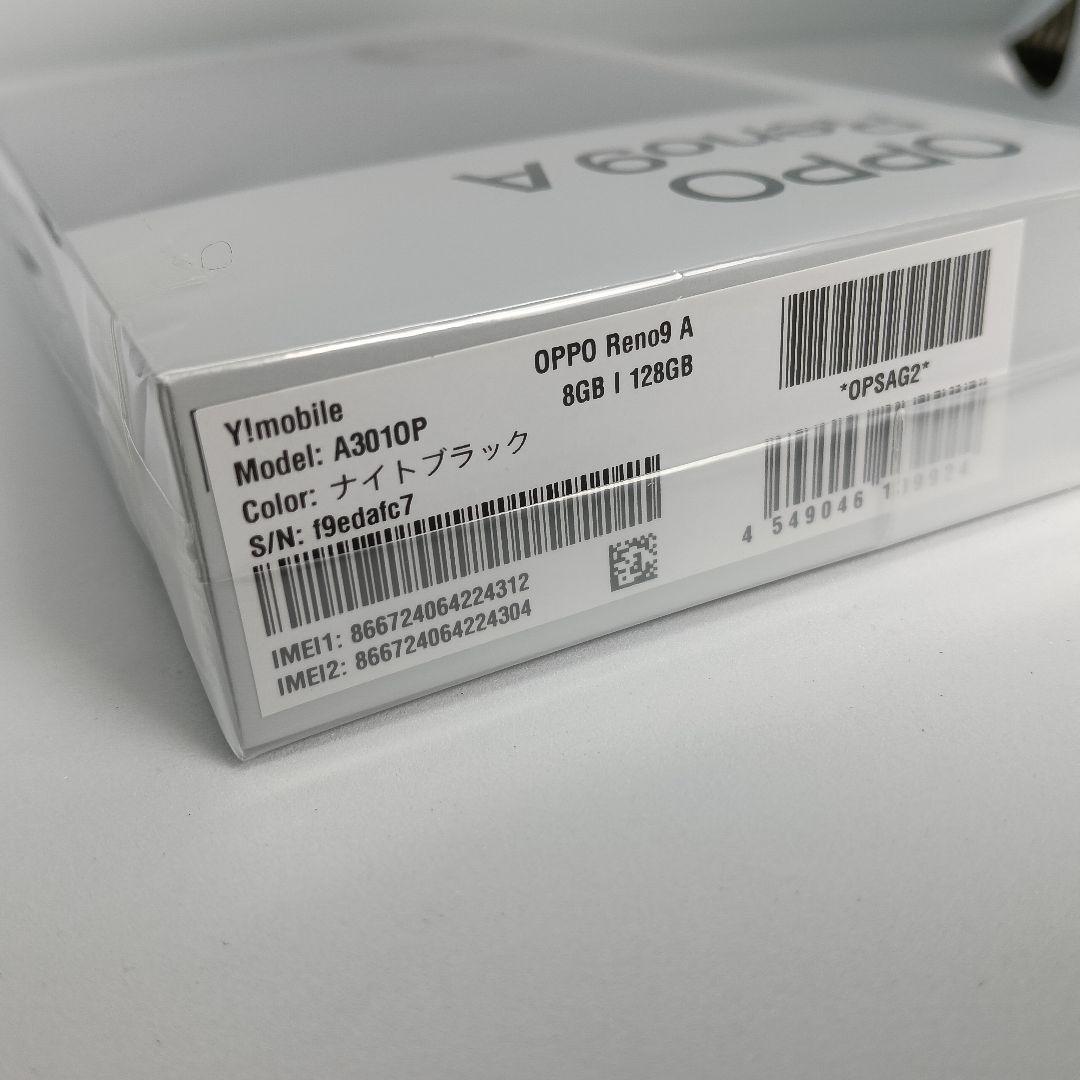 OPPO
Reno9 A
Y!mobile
Model: A301OP
Color: ナイトブラック
S/N: f9edafc7
IMEI1: 866724064224312
IMEI2: 866724064224304
OPPO Reno9 A
8GB | 128GB
*OPSAG2*
4 549046 139924